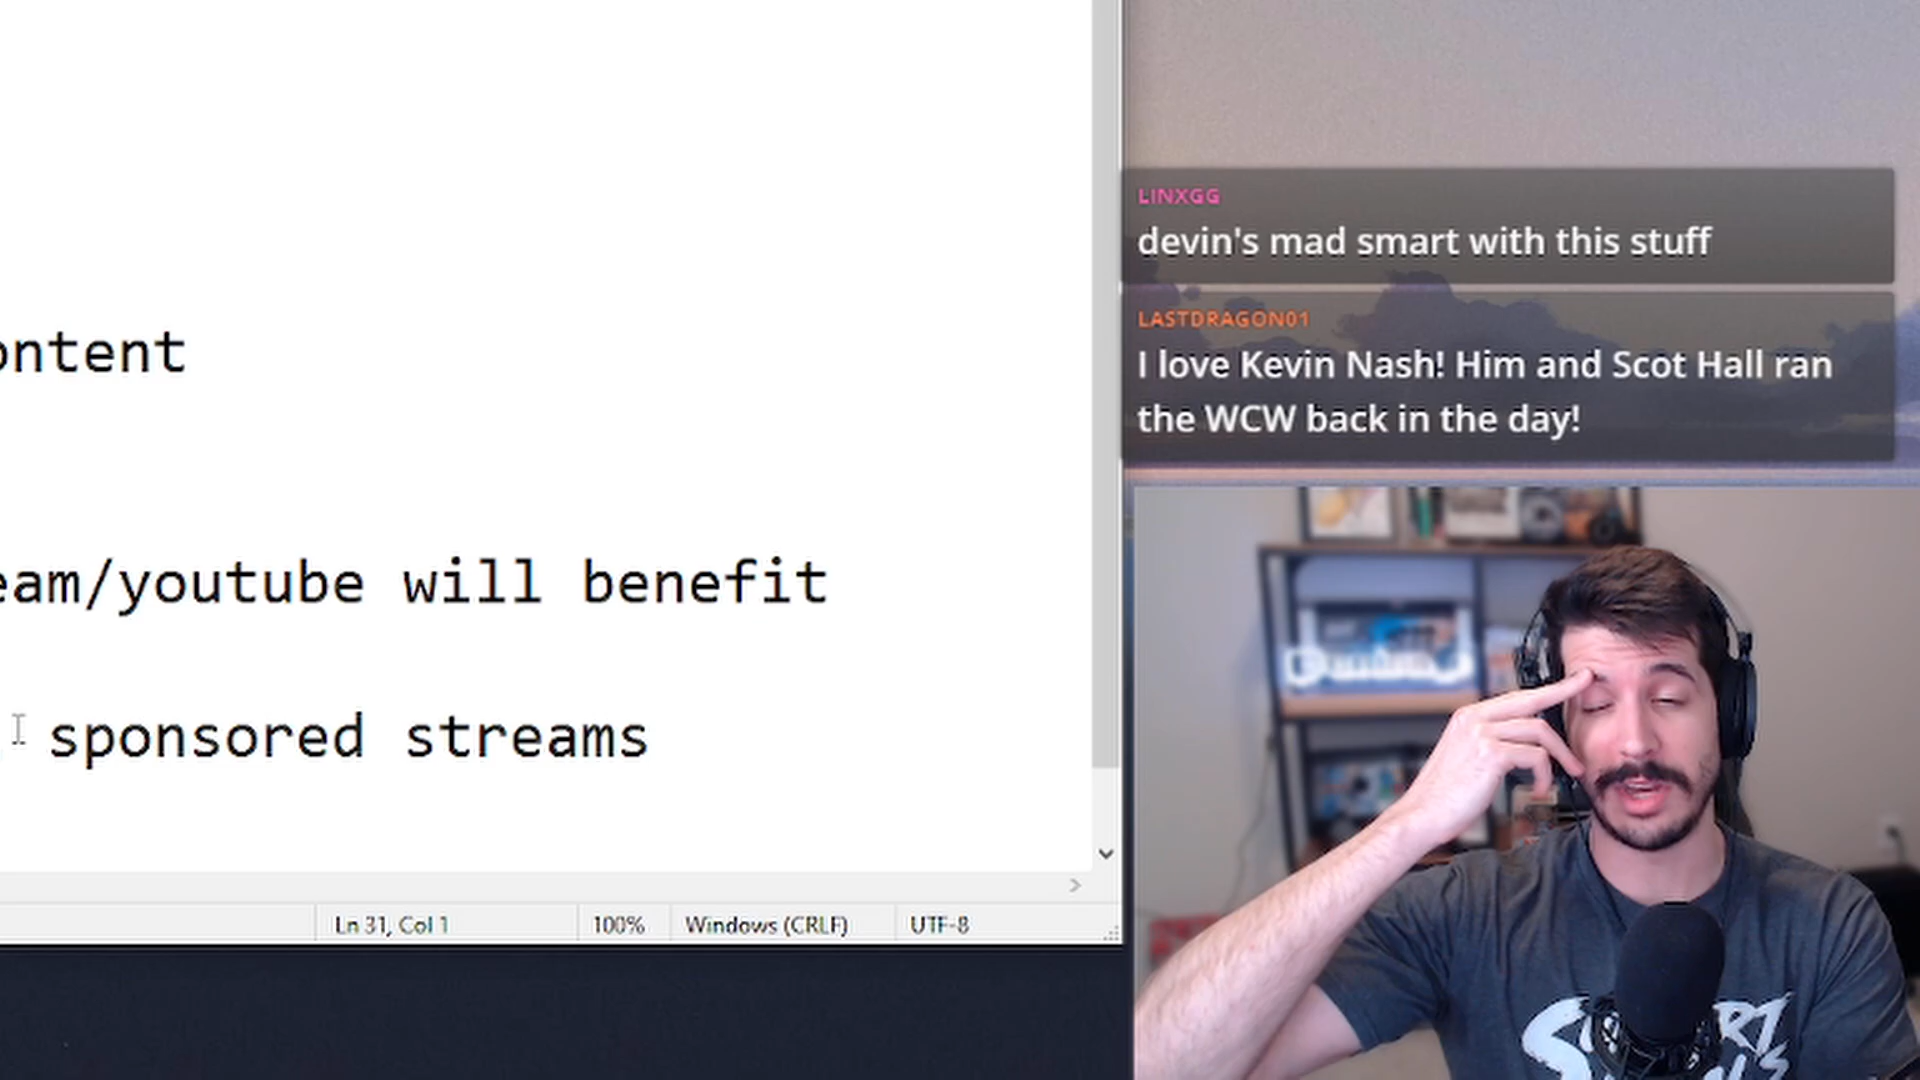 ontent
eam/youtube will benefit
sponsored streams
Ln 31, Col 1
100%
Windows (CRLF)
UTF-8
LINXGG
devin's mad smart with this stuff
LASTDRAGON01
I love Kevin Nash! Him and Scot Hall ran
the WCW back in the day!